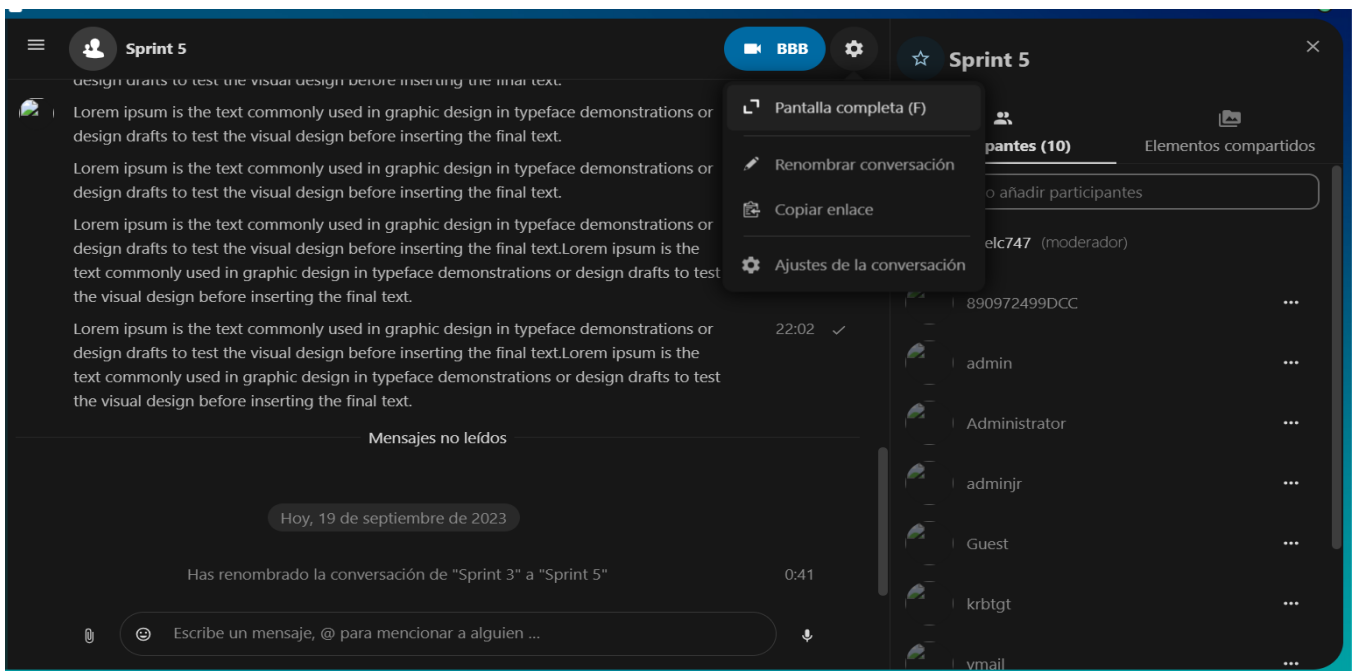 Sprint 5
BBB
design drafts to test the visual design before inserting the final text.
Lorem ipsum is the text commonly used in graphic design in typeface demonstrations or
design drafts to test the visual design before inserting the final text.
Lorem ipsum is the text commonly used in graphic design in typeface demonstrations or
design drafts to test the visual design before inserting the final text.
Lorem ipsum is the text commonly used in graphic design in typeface demonstrations or
design drafts to test the visual design before inserting the final text.Lorem ipsum is the
text commonly used in graphic design in typeface demonstrations or design drafts to test
the visual design before inserting the final text.
Lorem ipsum is the text commonly used in graphic design in typeface demonstrations or
design drafts to test the visual design before inserting the final text.Lorem ipsum is the
text commonly used in graphic design in typeface demonstrations or design drafts to test
the visual design before inserting the final text.
22:02
Mensajes no leídos
Hoy, 19 de septiembre de 2023
Has renombrado la conversación de "Sprint 3" a "Sprint 5"
0:41
Escribe un mensaje, @ para mencionar a alguien ...
Pantalla completa (F)
Renombrar conversación
Copiar enlace
Ajustes de la conversación
Sprint 5
pantes (10)
Elementos compartidos
o añadir participantes
elc747 (moderador)
890972499DCC
admin
Administrator
adminjr
Guest
krbtgt
vmail